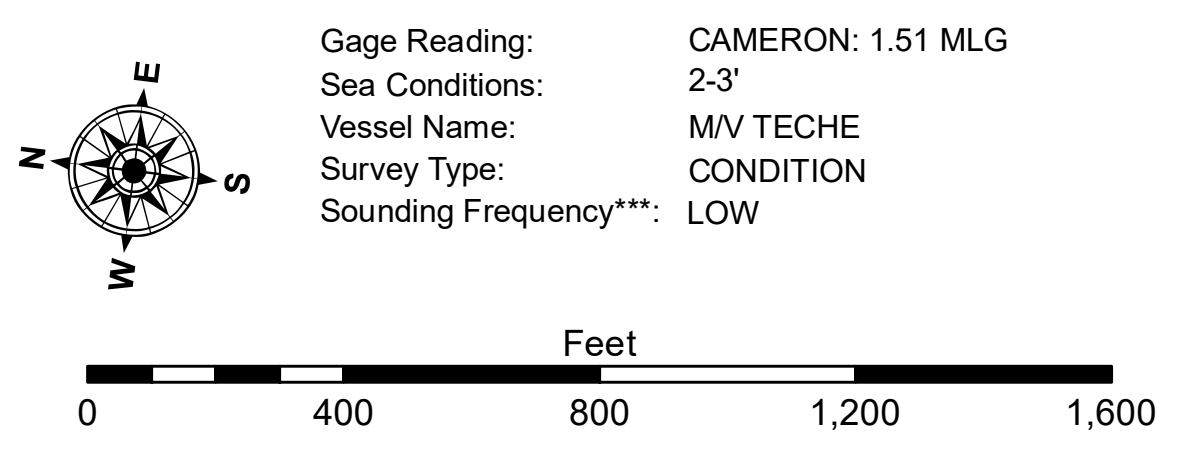 E
N
S
W
Gage Reading: CAMERON: 1.51 MLG
Sea Conditions: 2-3'
Vessel Name: M/V TECHE
Survey Type: CONDITION
Sounding Frequency***: LOW
Feet
0 400 800 1,200 1,600